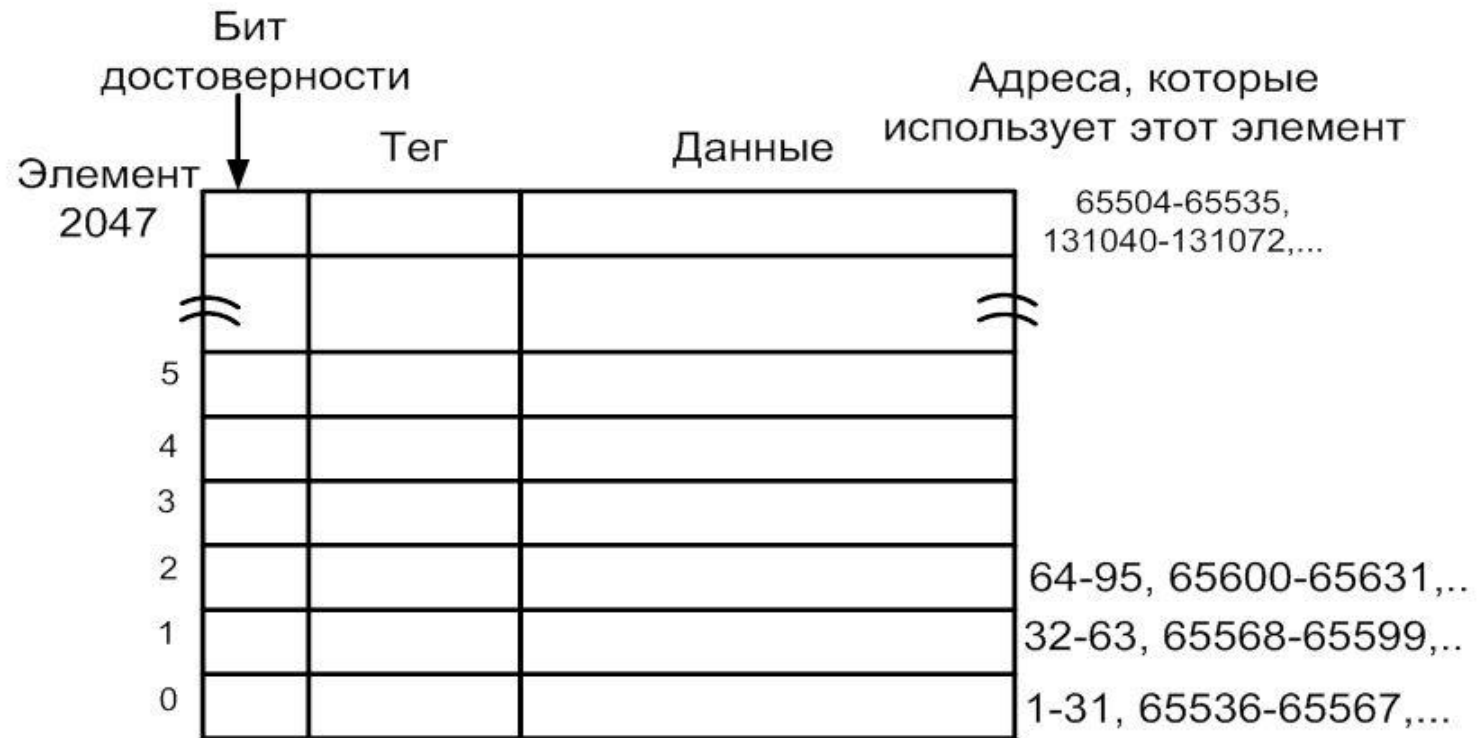 Бит
достоверности
Адреса, которые
использует этот элемент
Тег
Данные
Элемент
2047
65504-65535,
131040-131072,...
5
4
3
2
64-95, 65600-65631,..
1
32-63, 65568-65599,..
0
1-31, 65536-65567,...